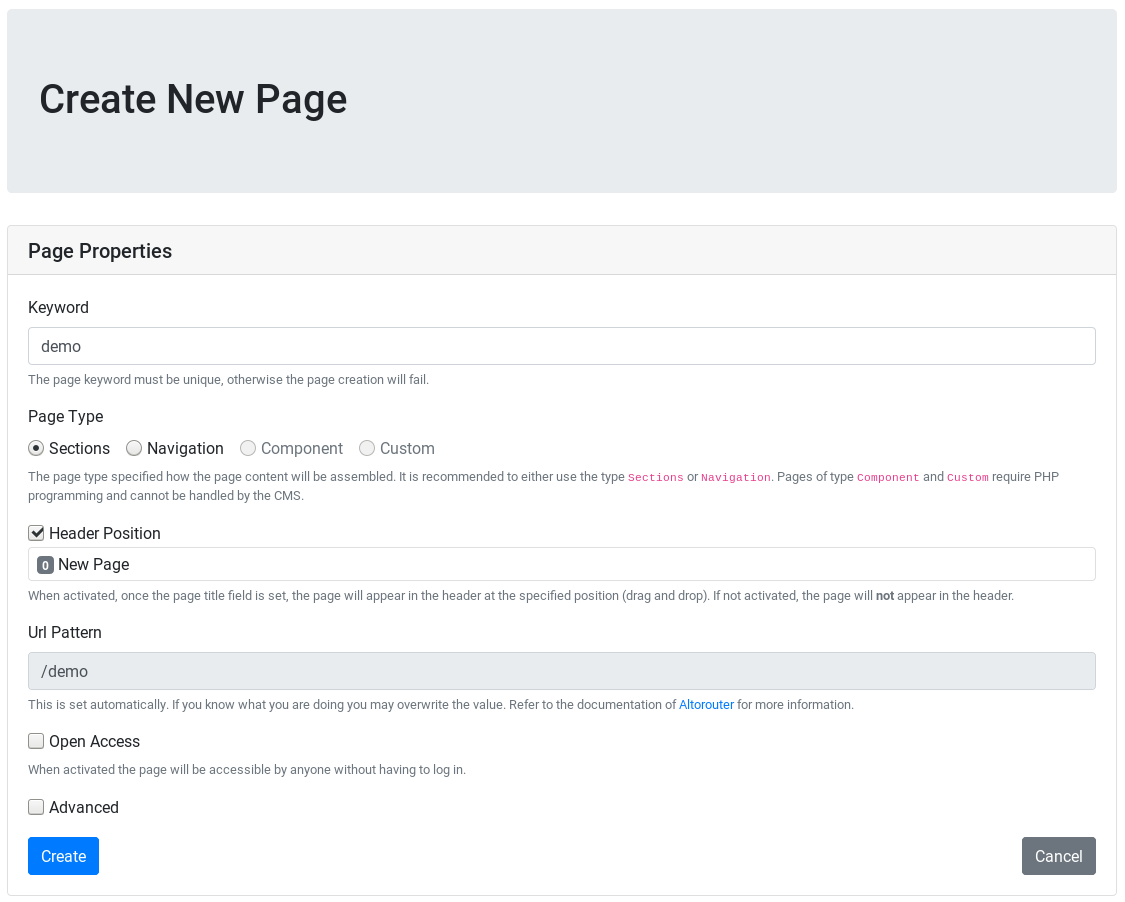 Create New Page
Page Properties
Keyword
demo
The page keyword must be unique, otherwise the page creation will fail.
Page Type
Sections Navigation Component Custom
The page type specified how the page content will be assembled. It is recommended to either use the type Sections or Navigation. Pages of type Component and Custom require PHP
programming and cannot be handled by the CMS.
Header Position
0 New Page
When activated, once the page title field is set, the page will appear in the header at the specified position (drag and drop). If not activated, the page will not appear in the header.
Url Pattern
/demo
This is set automatically. If you know what you are doing you may overwrite the value. Refer to the documentation of Altorouter for more information.
Open Access
When activated the page will be accessible by anyone without having to log in.
Advanced
Create Cancel